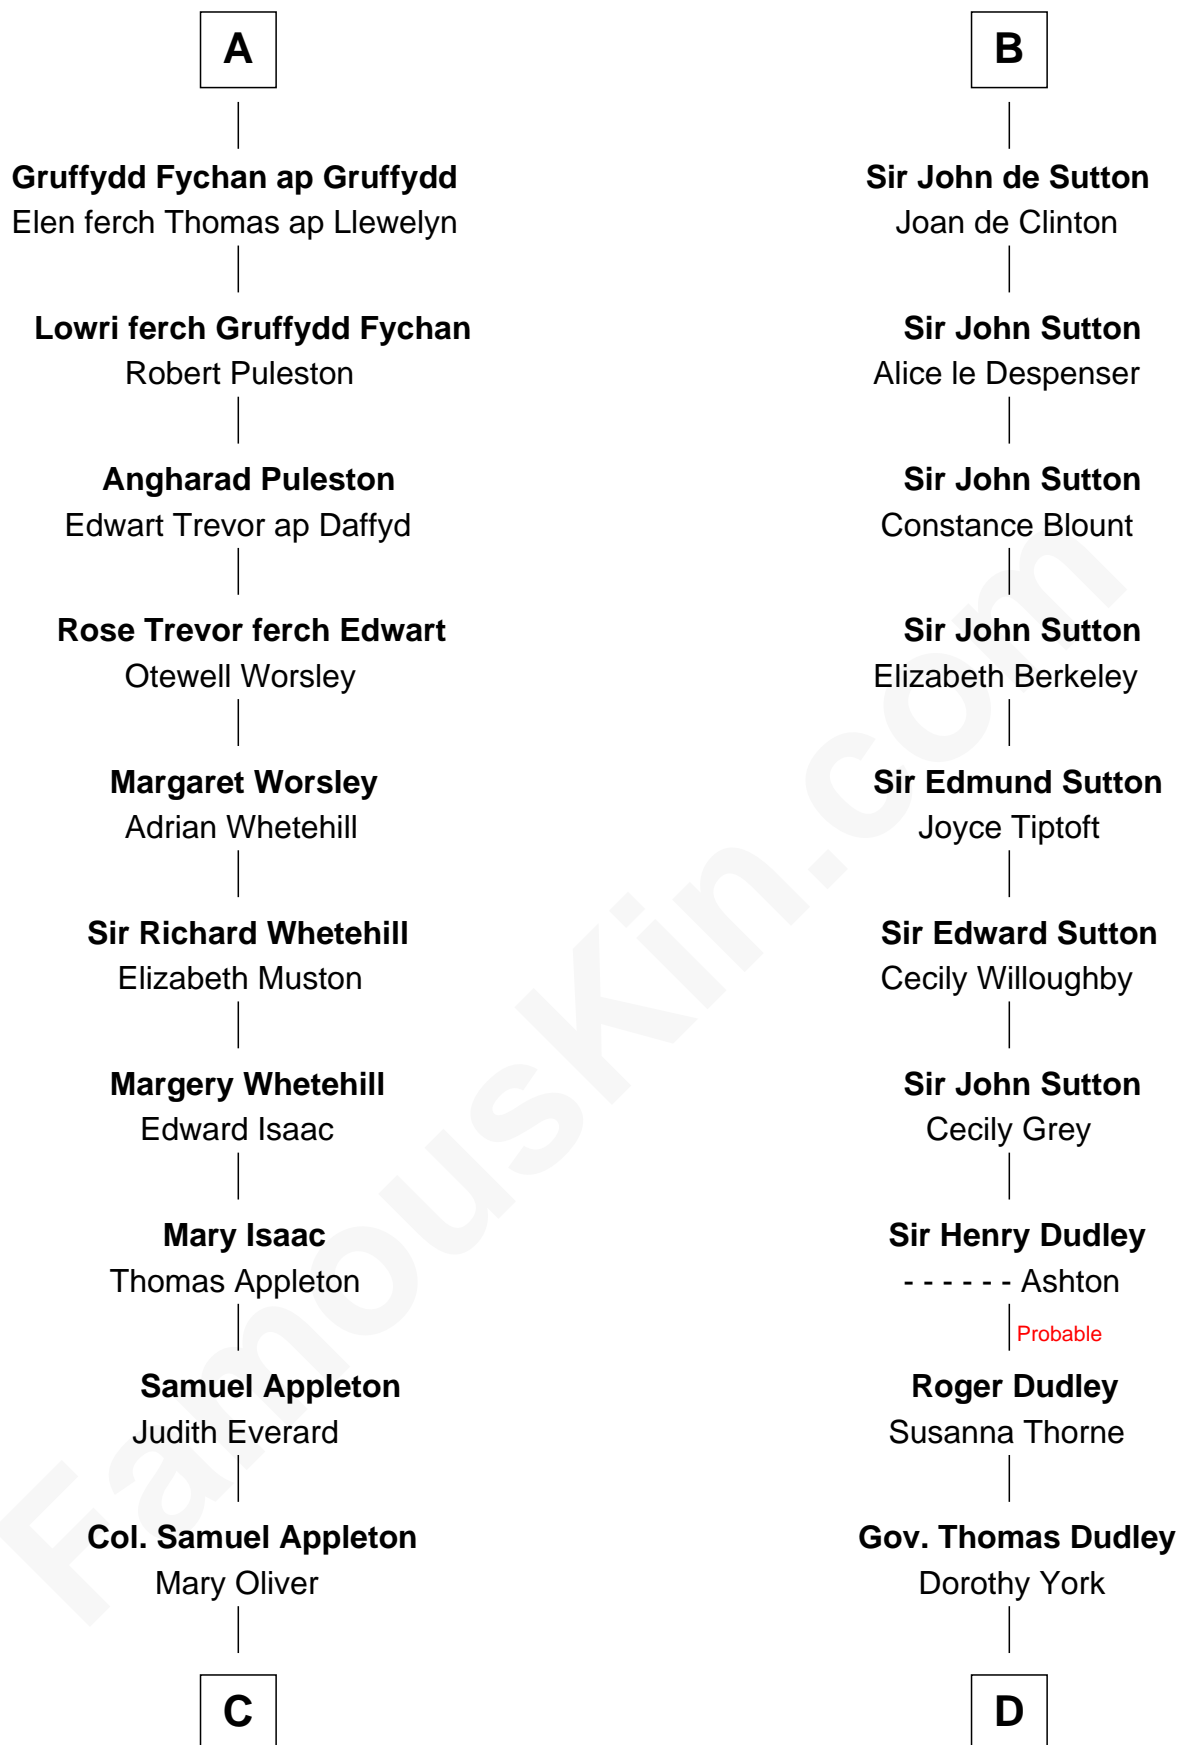 A
Gruffydd Fychan ap Gruffydd
Elen ferch Thomas ap Llewelyn
Lowri ferch Gruffydd Fychan
Robert Puleston
Angharad Puleston
Edwart Trevor ap Daffyd
Rose Trevor ferch Edwart
Otewell Worsley
Margaret Worsley
Adrian Whetehill
Sir Richard Whetehill
Elizabeth Muston
Margery Whetehill
Edward Isaac
Mary Isaac
Thomas Appleton
Samuel Appleton
Judith Everard
Col. Samuel Appleton
Mary Oliver
C
B
Sir John de Sutton
Joan de Clinton
Sir John Sutton
Alice le Despenser
Sir John Sutton
Constance Blount
Sir John Sutton
Elizabeth Berkeley
Sir Edmund Sutton
Joyce Tiptoft
Sir Edward Sutton
Cecily Willoughby
Sir John Sutton
Cecily Grey
Sir Henry Dudley
- - - - - - Ashton
Probable
Roger Dudley
Susanna Thorne
Gov. Thomas Dudley
Dorothy York
D
FamousKin.com